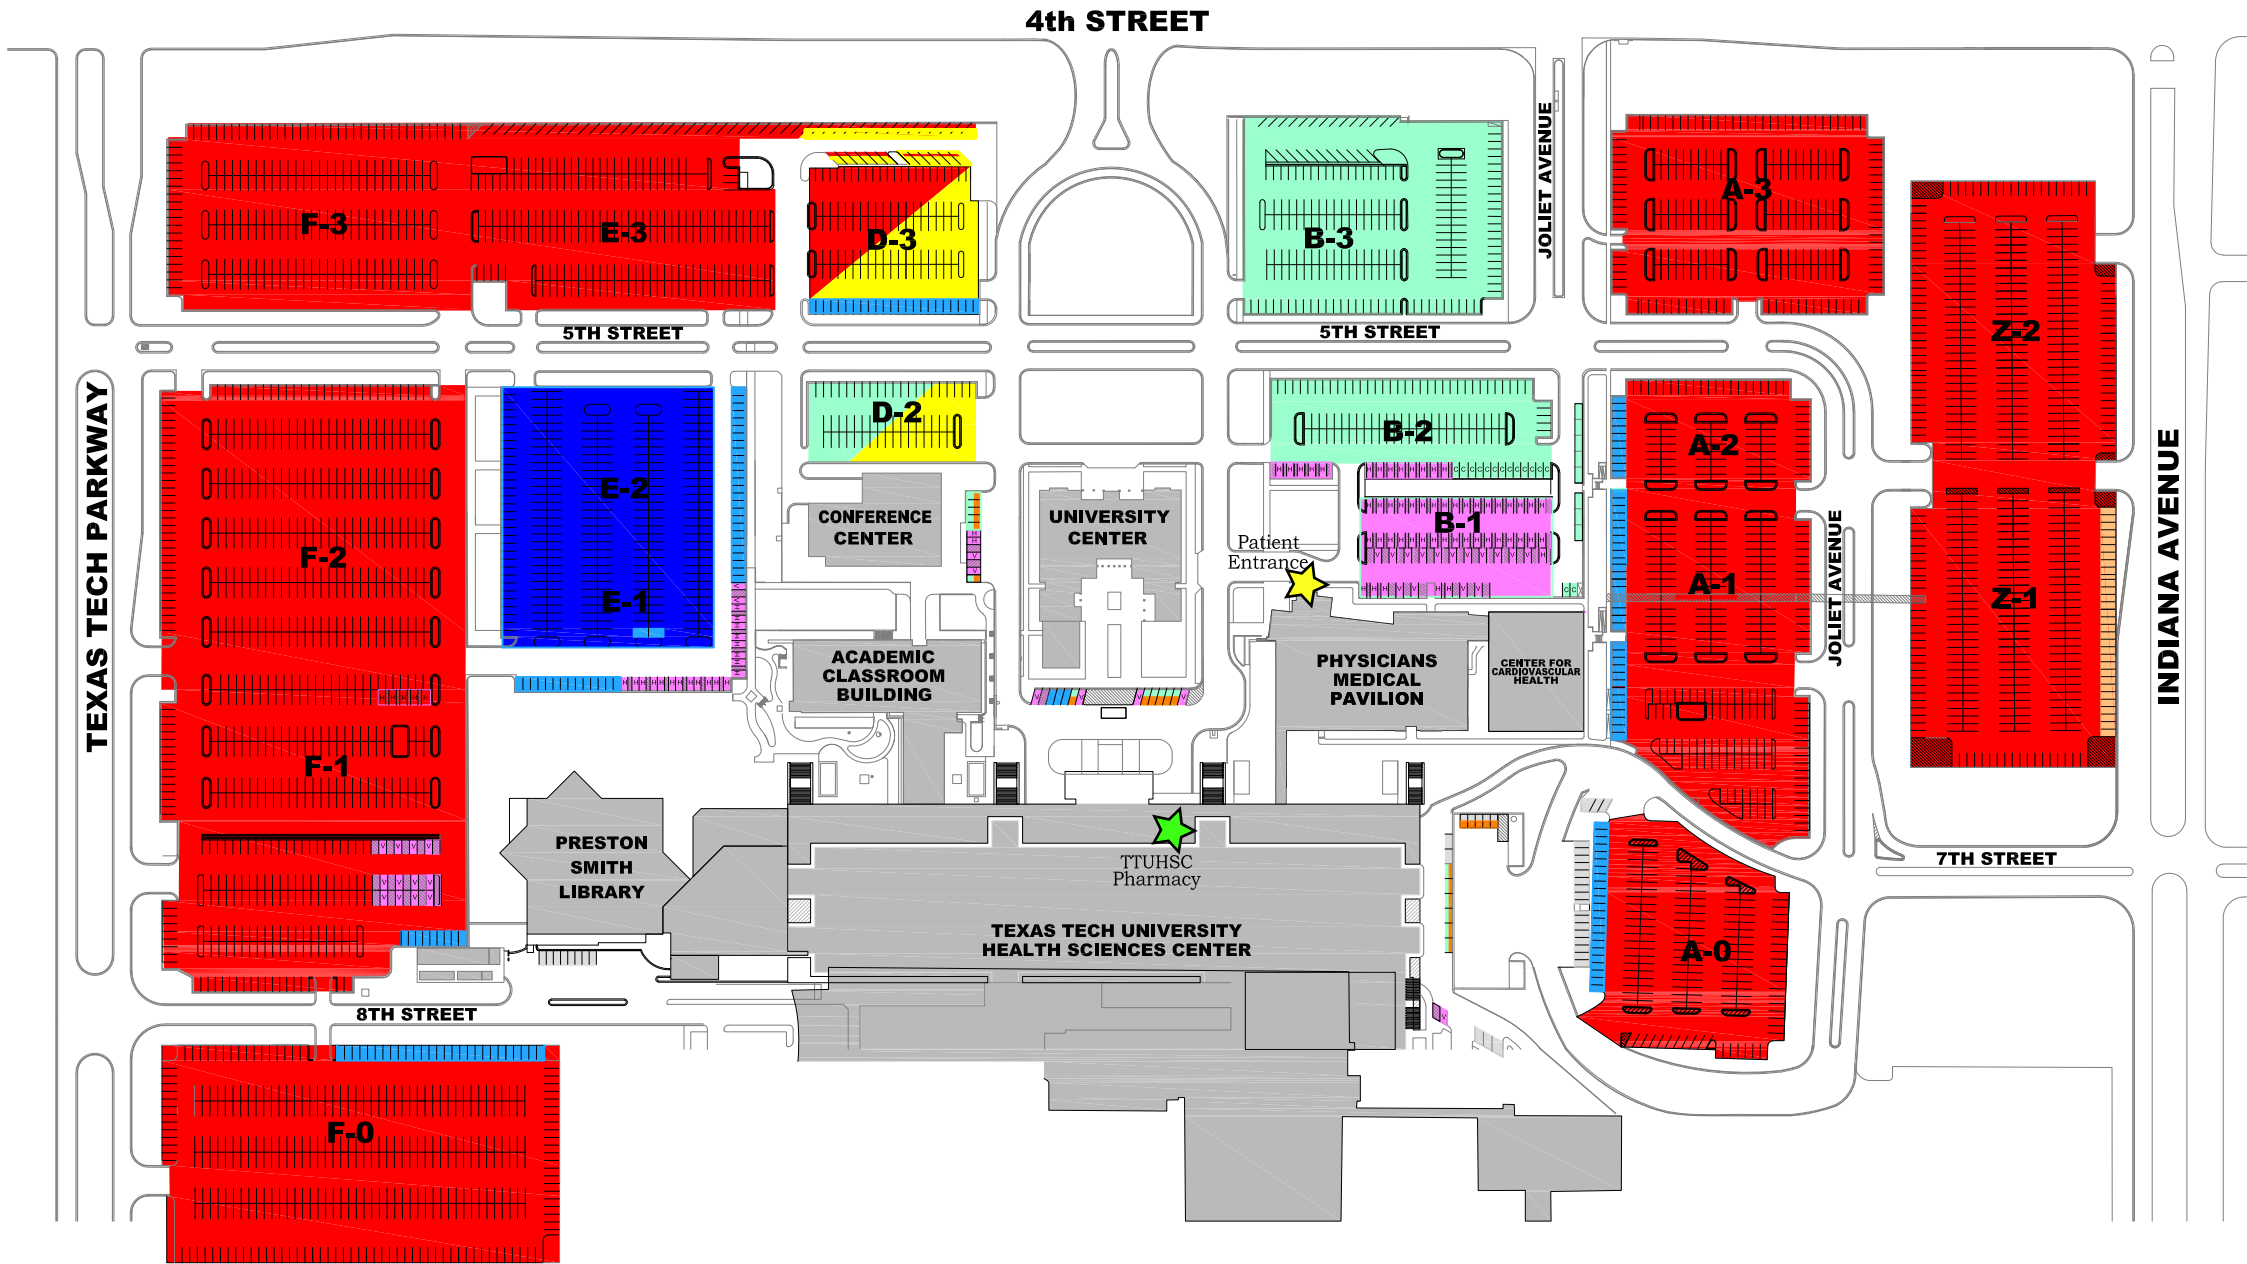 4th STREET
JOLIET AVENUE
F-3
E-3
D-3
B-3
A-3
Z-2
5TH STREET
5TH STREET
TEXAS TECH PARKWAY
D-2
B-2
A-2
E-2
CONFERENCE
CENTER
UNIVERSITY
CENTER
B-1
Patient
Entrance
F-2
E-1
A-1
Z-1
JOLIET AVENUE
INDIANA AVENUE
ACADEMIC
CLASSROOM
BUILDING
PHYSICIANS
MEDICAL
PAVILION
CENTER FOR
CARDIOVASCULAR
HEALTH
F-1
PRESTON
SMITH
LIBRARY
TTUHSC
Pharmacy
7TH STREET
TEXAS TECH UNIVERSITY
HEALTH SCIENCES CENTER
A-0
8TH STREET
F-0